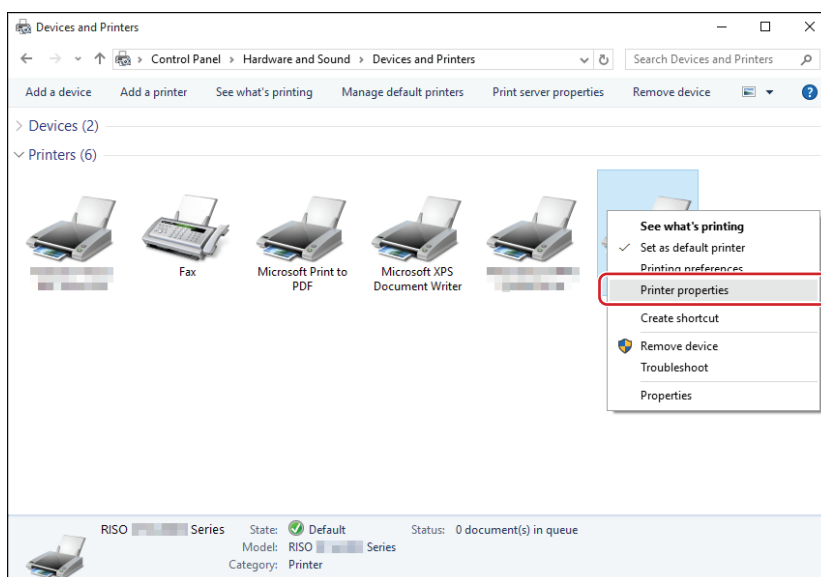 Devices and Printers
Control Panel > Hardware and Sound > Devices and Printers
Search Devices and Printers
Add a device Add a printer See what's printing Manage default printers Print server properties Remove device
Devices (2)
Printers (6)
Fax
Microsoft Print to
PDF
Microsoft XPS
Document Writer
See what's printing
Set as default printer
Printing preferences
Printer properties
Create shortcut
Remove device
Troubleshoot
Properties
RISO Series State: Default Status: 0 document(s) in queue
Model: RISO Series
Category: Printer